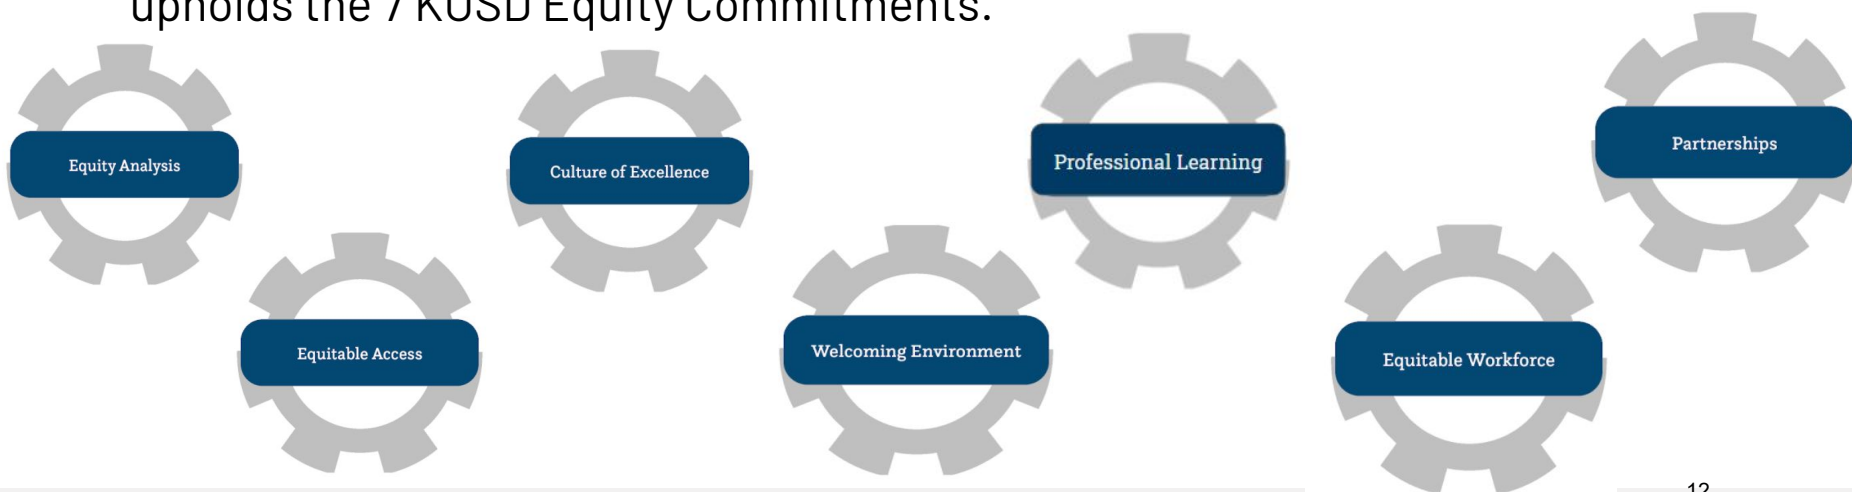 upholds the 7 KUSD Equity Commitments.
Equity Analysis
Equitable Access
Culture of Excellence
Welcoming Environment
Professional Learning
Equitable Workforce
Partnerships
12